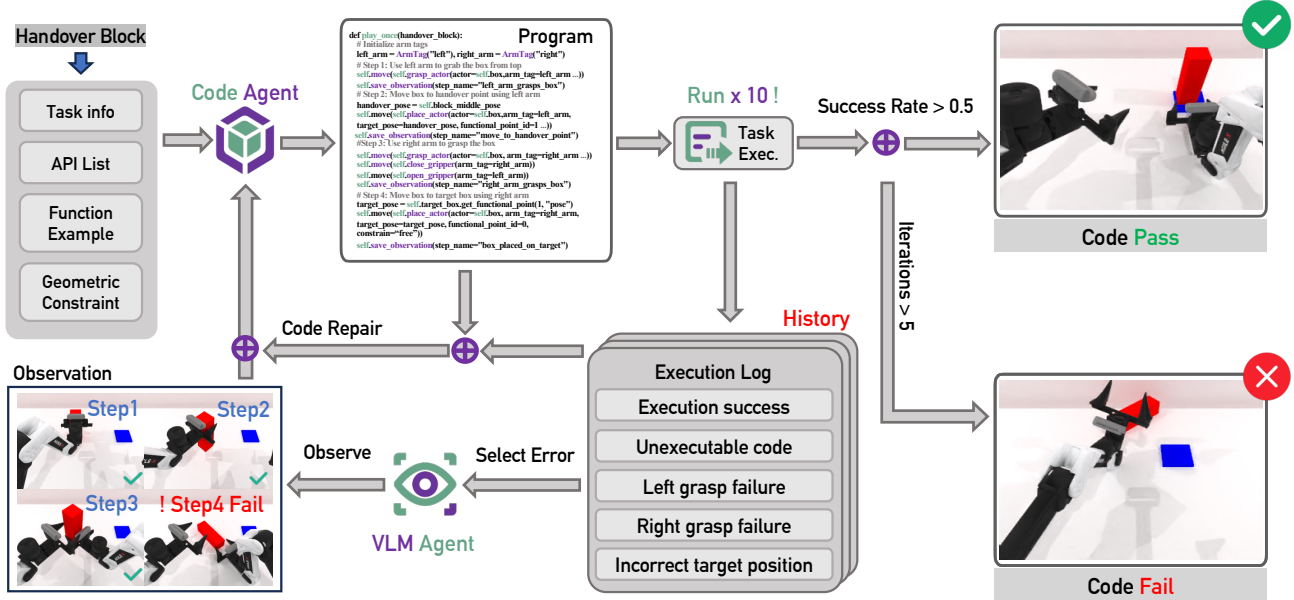 Handover Block
Task info
API List
Function
Example
Geometric
Constraint
Code Agent
Program
def play_once(handover_block):
# Initialize arm tags
left_arm = ArmTag("left"), right_arm = ArmTag("right")
# Step 1: Use left arm to grab the box from top
self.move(self.grasp_actor(actor=self.box,arm_tag=left_arm ...))
self.save_observation(step_name="left_arm_grasps_box")
# Step 2: Move box to handover point using left arm
handover_pose = self.block_middle_pose
self.move(self.place_actor(actor=self.box,arm_tag=left_arm,
target_pose=handover_pose, functional_point_id=1 ...))
self.save_observation(step_name="move_to_handover_point")
#Step 3: Use right arm to grasp the box
self.move(self.grasp_actor(actor=self.box, arm_tag=right_arm ...))
self.move(self.close_gripper(arm_tag=right_arm))
self.move(self.open_gripper(arm_tag=left_arm))
self.save_observation(step_name="right_arm_grasps_box")
# Step 4: Move box to target box using right arm
target_pose = self.target_box.get_functional_point(1, "pose")
self.move(self.place_actor(actor=self.box, arm_tag=right_arm,
target_pose=target_pose, functional_point_id=0,
constrain="free"))
self.save_observation(step_name="box_placed_on_target")
Run x 10 !
Task
Exec.
Success Rate > 0.5
Code Pass
Iterations > 5
Code Fail
History
Execution Log
Execution success
Unexecutable code
Left grasp failure
Right grasp failure
Incorrect target position
Select Error
VLM Agent
Observe
Code Repair
Observation
Step1
Step2
Step3
! Step4 Fail